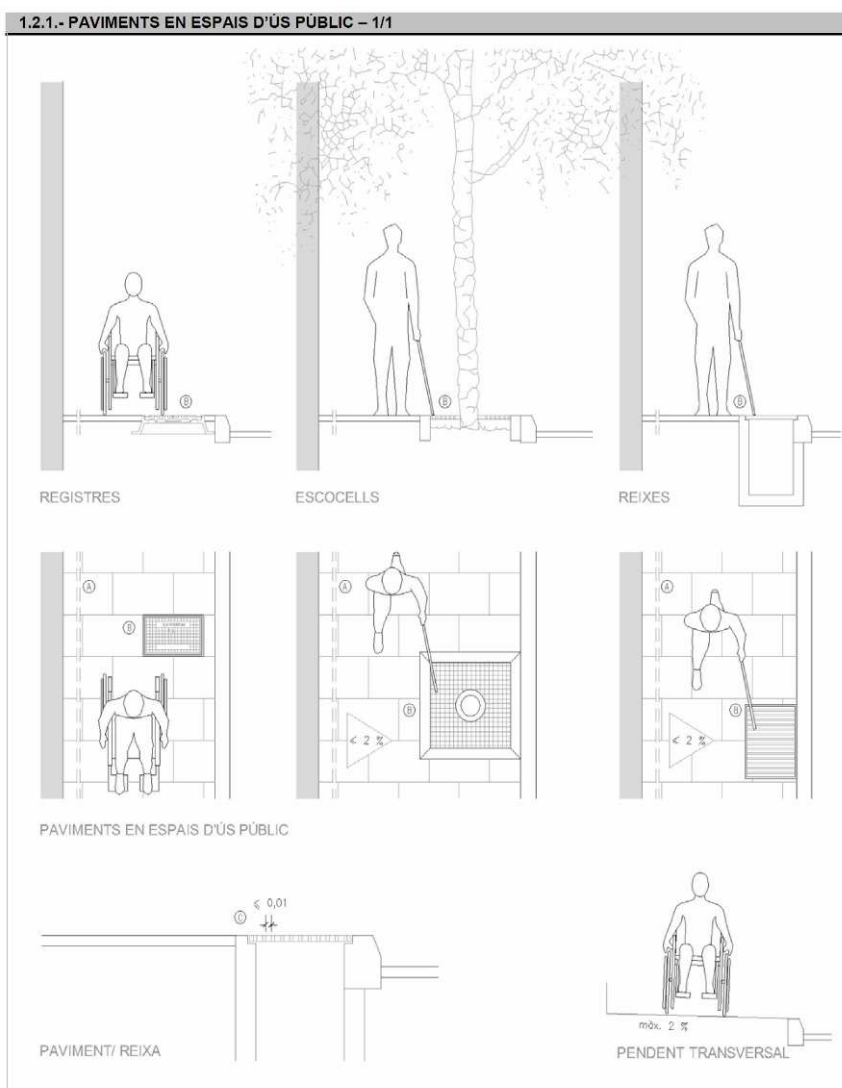 1.2.1.- PAVIMENTS EN ESPAIS D'ÚS PÚBLIC – 1/1
B
B
B
REGISTRES
ESCOCELLS
REIXES
A
A
A
B
B
B
< 2 %
< 2 %
PAVIMENTS EN ESPAIS D'ÚS PÚBLIC
C
⩽ 0,01
màx. 2 %
PAVIMENT/ REIXA
PENDENT TRANSVERSAL